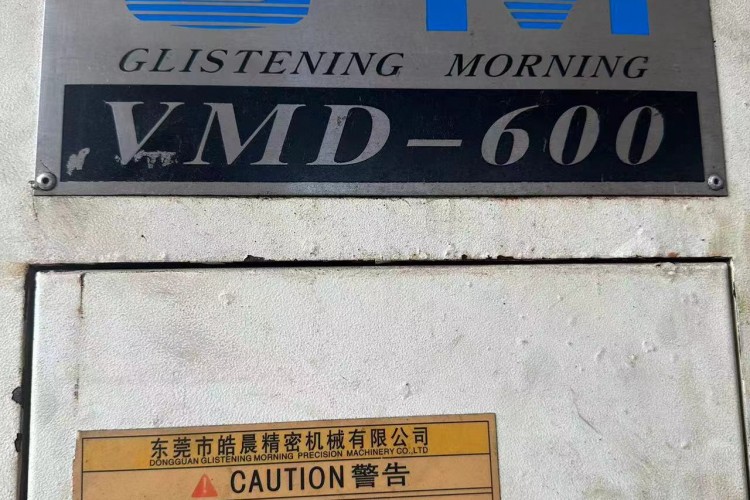 GLISTENING MORNING
VMD-600
东莞市皓晨精密机械有限公司
DONGGUAN GLISTENING MORNING PRECISION MACHINERY CO.,LTD
CAUTION 警告